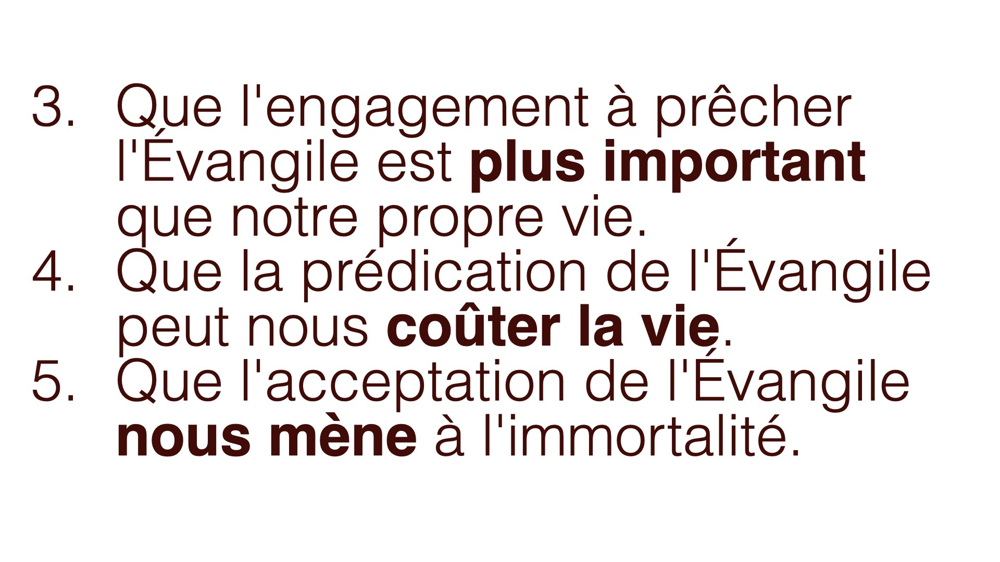 3. Que l'engagement à prêcher
l'Évangile est plus important
que notre propre vie.
4. Que la prédication de l'Évangile
peut nous coûter la vie.
5. Que l'acceptation de l'Évangile
nous mène à l'immortalité.